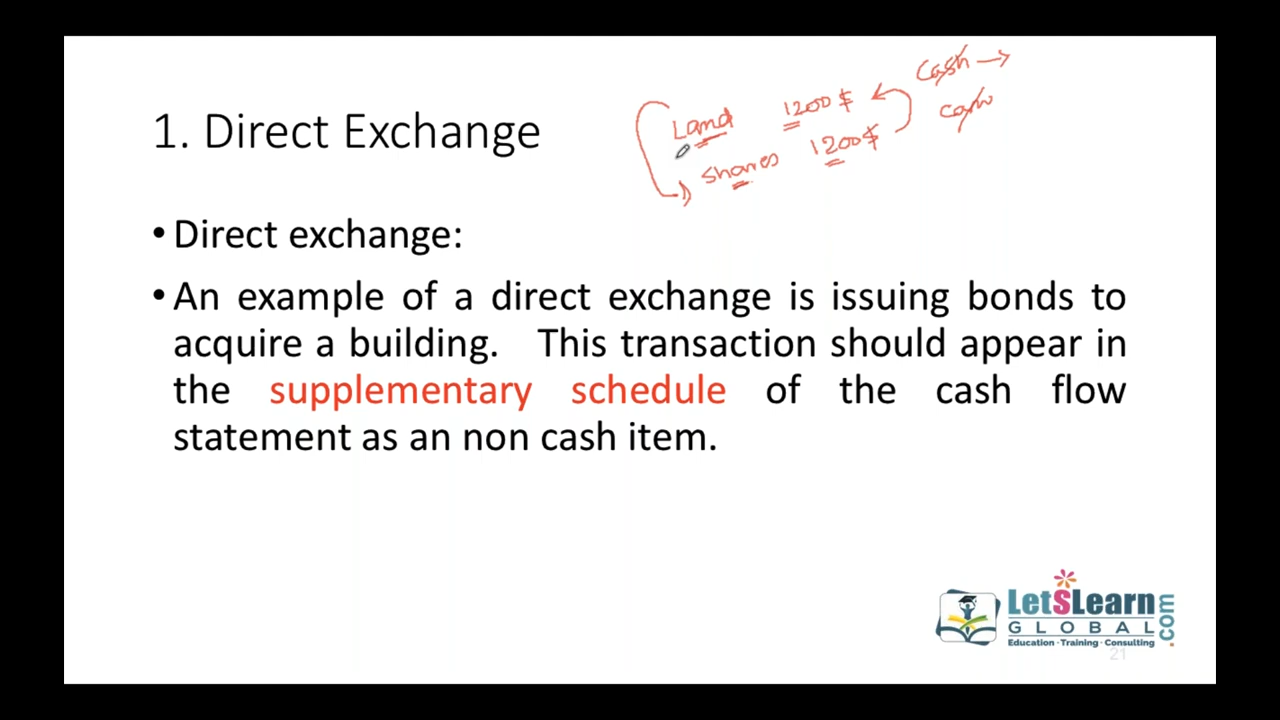 Cash
cash
Land 1200 $
Shares 1200 $
1. Direct Exchange
• Direct exchange:
• An example of a direct exchange is issuing bonds to
acquire a building. This transaction should appear in
the supplementary schedule of the cash flow
statement as an non cash item.
LetSLearn
GLOBAL
.com
Education · Training · Consulting
21